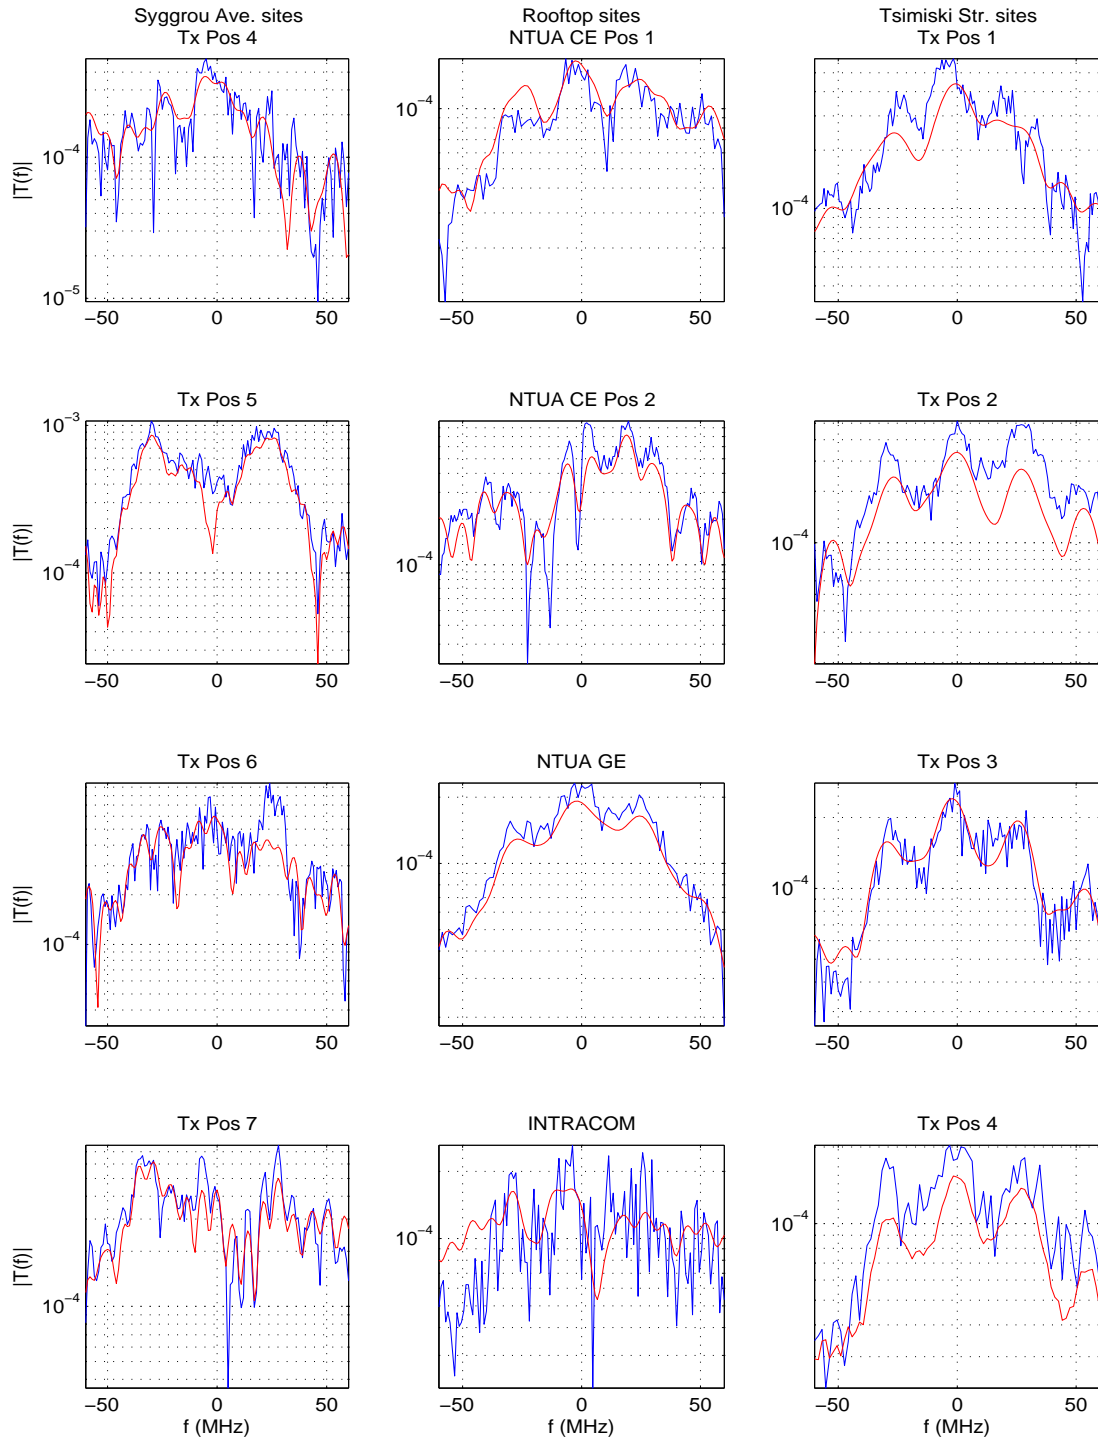 Syggrou Ave. sites
Tx Pos 4
Rooftop sites
NTUA CE Pos 1
Tsimiski Str. sites
Tx Pos 1
|T(f)|
10−4
10−5
−50 0 50
10−4
−50 0 50
10−4
−50 0 50
Tx Pos 5
NTUA CE Pos 2
Tx Pos 2
|T(f)|
10−3
10−4
−50 0 50
10−4
−50 0 50
10−4
−50 0 50
Tx Pos 6
NTUA GE
Tx Pos 3
|T(f)|
10−4
−50 0 50
10−4
−50 0 50
10−4
−50 0 50
Tx Pos 7
INTRACOM
Tx Pos 4
|T(f)|
10−4
−50 0 50
f (MHz)
10−4
−50 0 50
f (MHz)
10−4
−50 0 50
f (MHz)